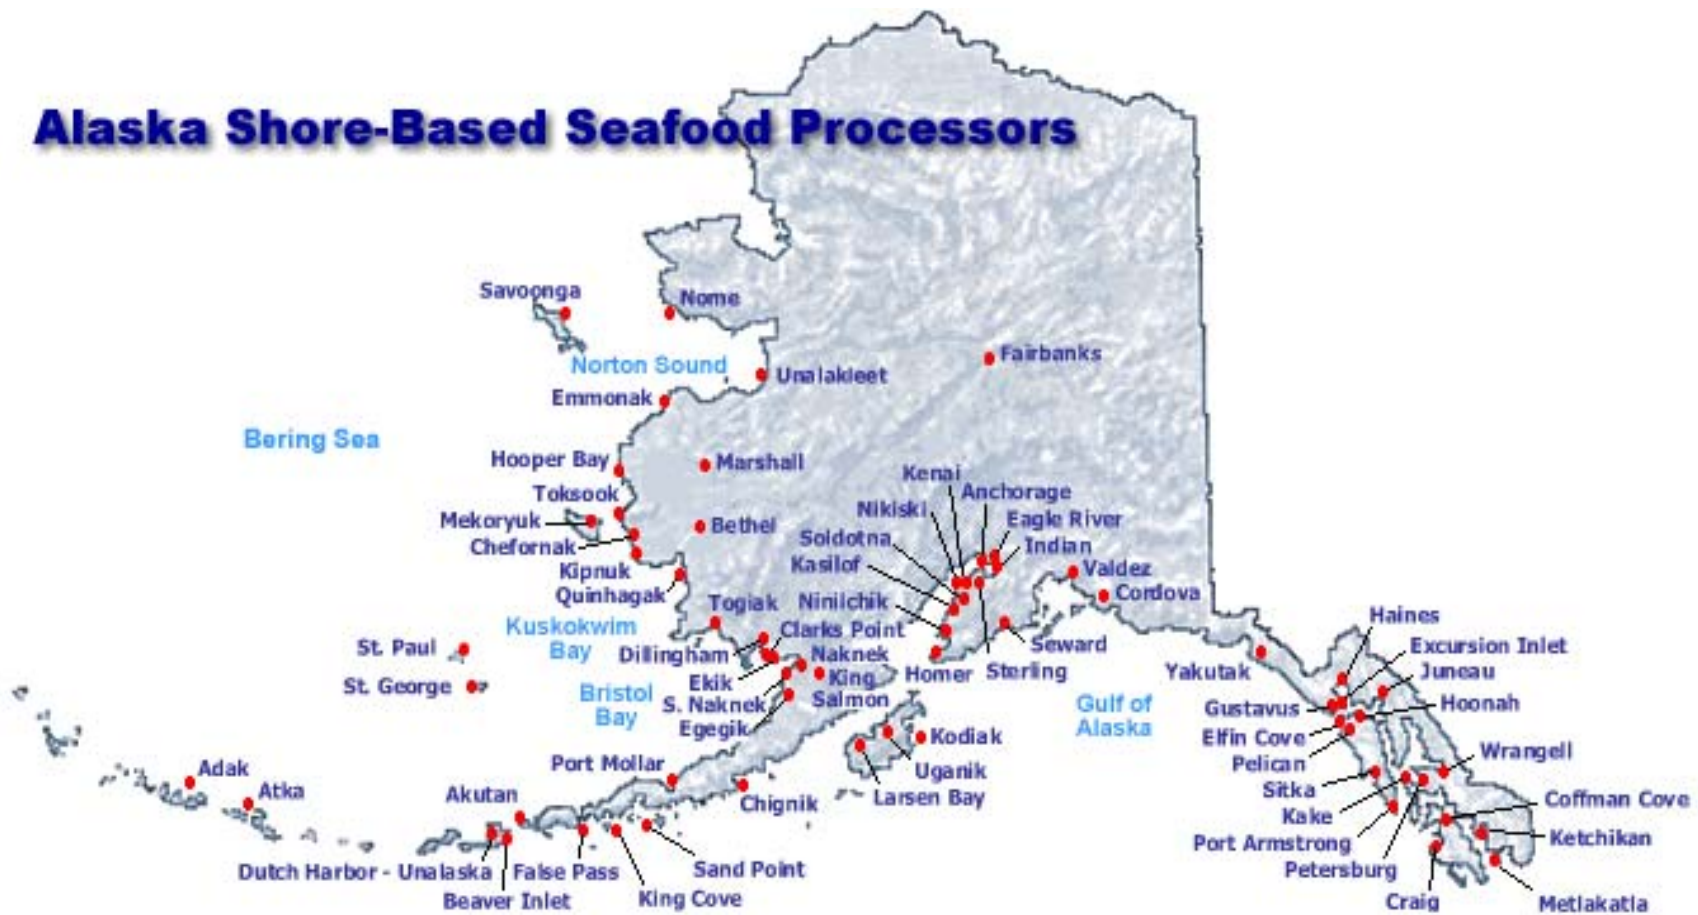 Alaska Shore-Based Seafood Processors
Savoonga
Nome
Norton Sound
Fairbanks
Unalakleet
Emmonak
Bering Sea
Hooper Bay
Marshall
Kenai
Anchorage
Toksook
Nikiski
Eagle River
Mekoryuk
Bethel
Soldotna
Indian
Chefornak
Kasilof
Valdez
Kipnuk
Quinhagak
Togiak
Ninilchik
Cordova
Haines
Kuskokwim
Bay
Clarks Point
Seward
Excursion Inlet
St. Paul
Dillingham
Naknek
Homer
Sterling
Yakutak
Juneau
St. George
Ekik
King
Salmon
Bristol
Bay
S. Naknek
Gulf of
Alaska
Gustavus
Hoonah
Egegik
Kodiak
Elfin Cove
Wrangell
Port Mollar
Uganik
Pelican
Adak
Larsen Bay
Sitka
Atka
Akutan
Chignik
Kake
Coffman Cove
Port Armstrong
Ketchikan
Dutch Harbor - Unalaska
False Pass
Sand Point
Petersburg
Beaver Inlet
King Cove
Craig
Metlakatla